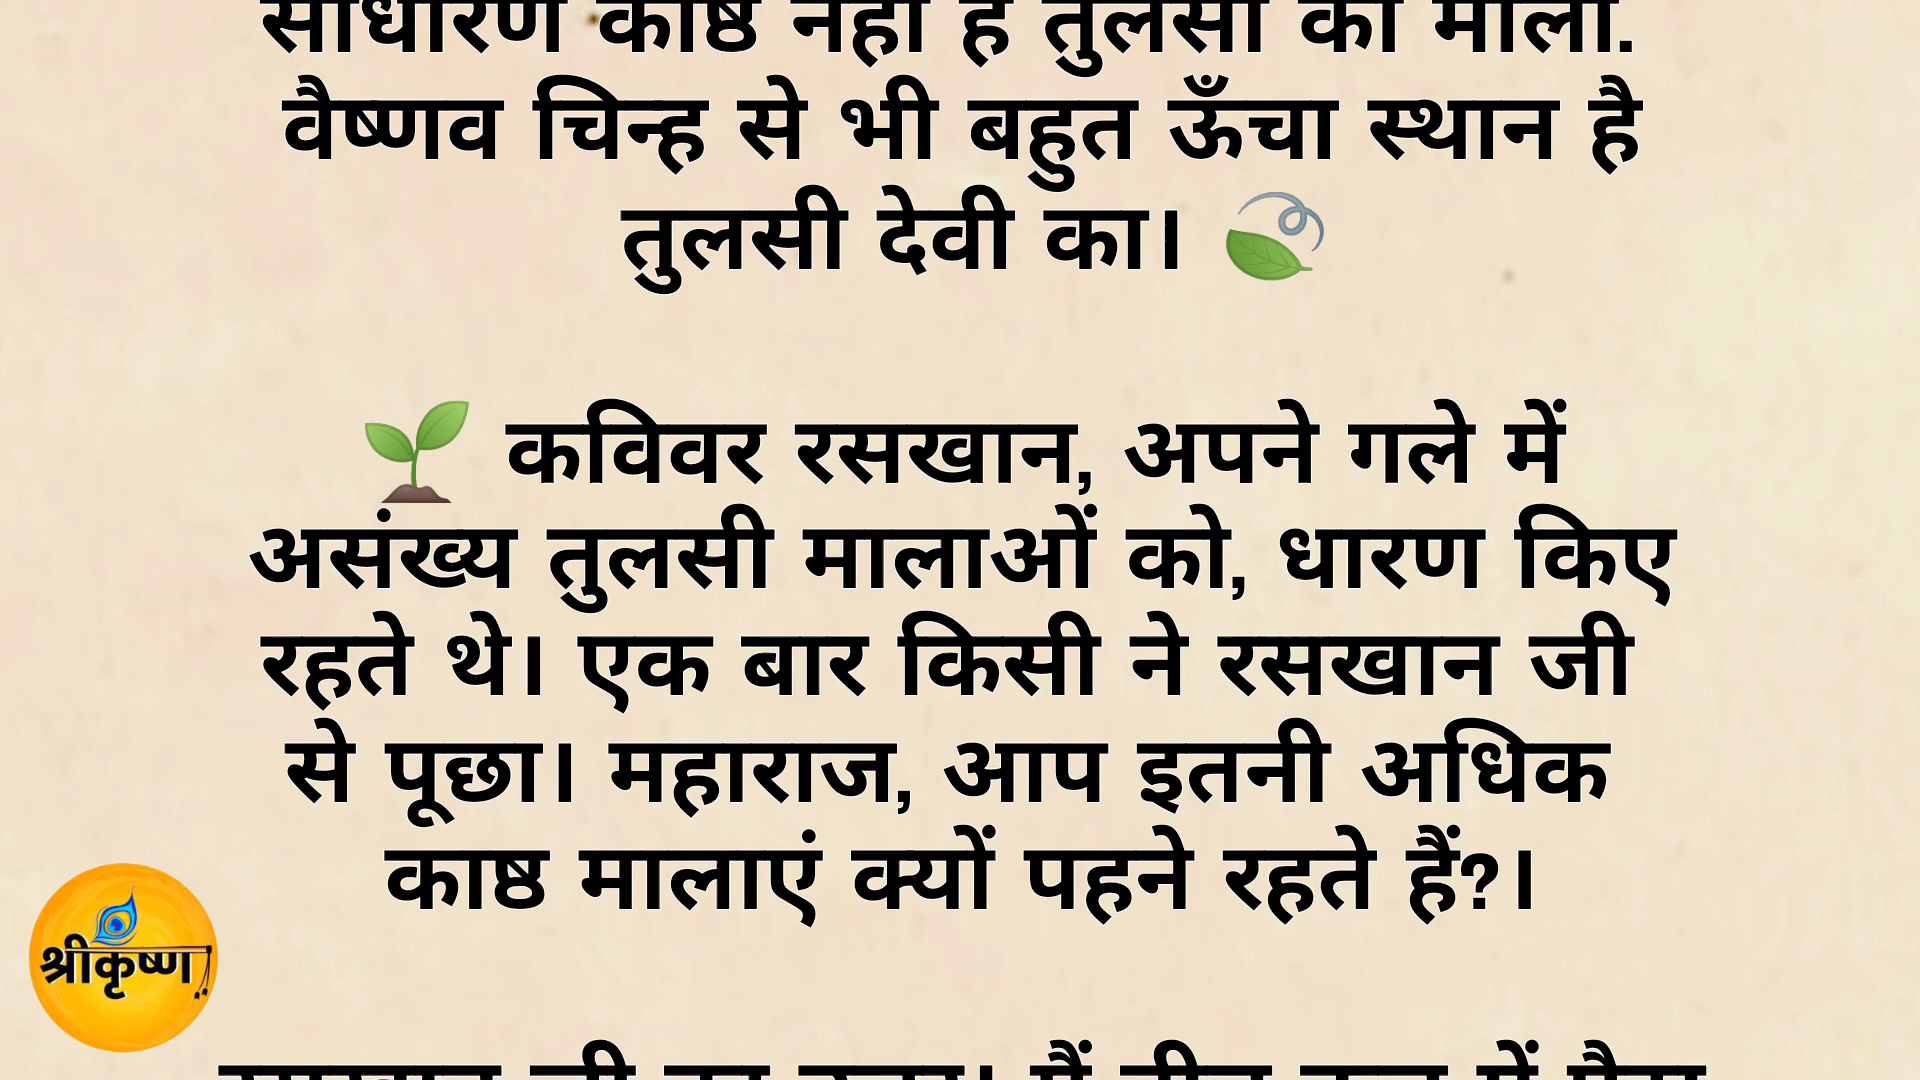 साधारण काष्ठ नहीं है तुलसी की माला.
वैष्णव चिन्ह से भी बहुत ऊँचा स्थान है
तुलसी देवी का। 🍃
🌱 कविवर रसखान, अपने गले में
असंख्य तुलसी मालाओं को, धारण किए
रहते थे। एक बार किसी ने रसखान जी
से पूछा। महाराज, आप इतनी अधिक
काष्ठ मालाएं क्यों पहने रहते हैं?।
श्रीकृष्ण